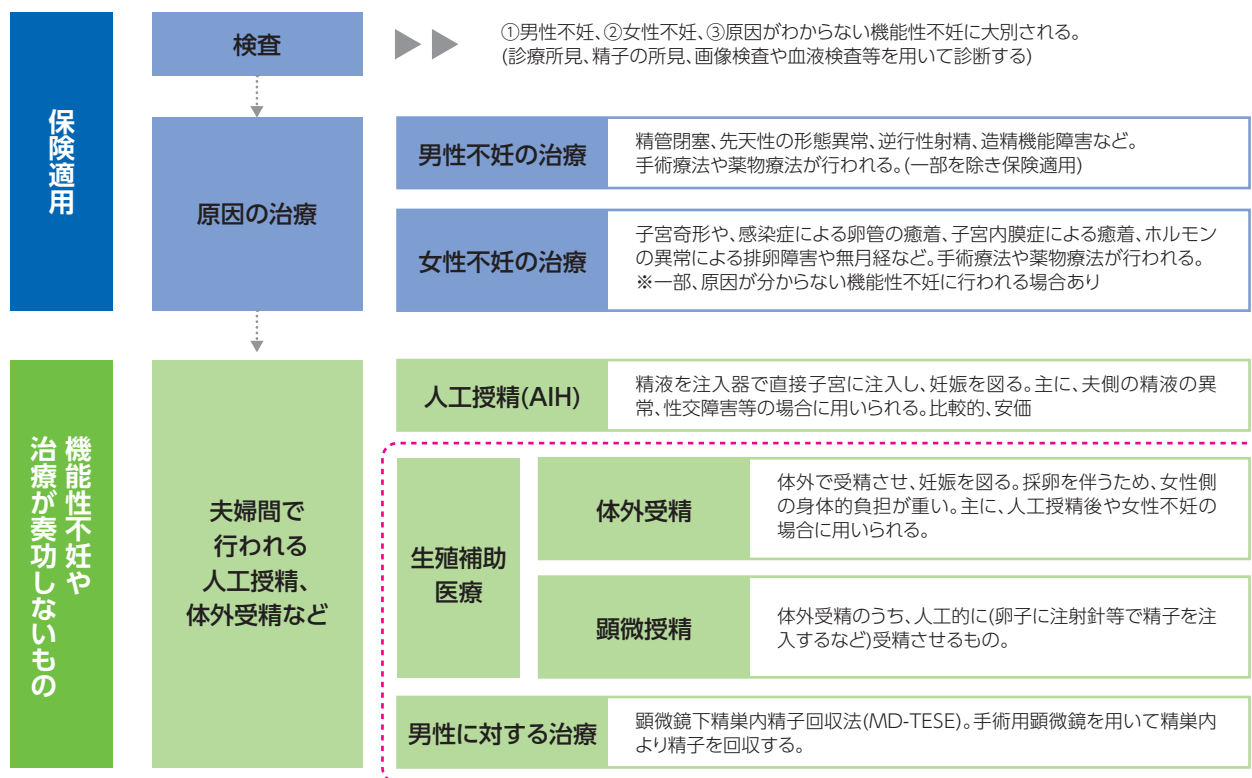 保険適用
検査
①男性不妊、②女性不妊、③原因がわからない機能性不妊に大別される。
(診療所見、精子の所見、画像検査や血液検査等を用いて診断する)
原因の治療
男性不妊の治療
精管閉塞、先天性の形態異常、逆行性射精、造精機能障害など。
手術療法や薬物療法が行われる。(一部を除き保険適用)
女性不妊の治療
子宮奇形や、感染症による卵管の癒着、子宮内膜症による癒着、ホルモン
の異常による排卵障害や無月経など。手術療法や薬物療法が行われる。
※一部、原因が分からない機能性不妊に行われる場合あり
機能性不妊や
治療が奏功しないもの
夫婦間で
行われる
人工授精、
体外受精など
人工授精(AIH)
精液を注入器で直接子宮に注入し、妊娠を図る。主に、夫側の精液の異
常、性交障害等の場合に用いられる。比較的、安価
生殖補助
医療
体外受精
体外で受精させ、妊娠を図る。採卵を伴うため、女性側
の身体的負担が重い。主に、人工授精後や女性不妊の
場合に用いられる。
顕微授精
体外受精のうち、人工的に(卵子に注射針等で精子を注
入するなど)受精させるもの。
男性に対する治療
顕微鏡下精巣内精子回収法(MD-TESE)。手術用顕微鏡を用いて精巣内
より精子を回収する。